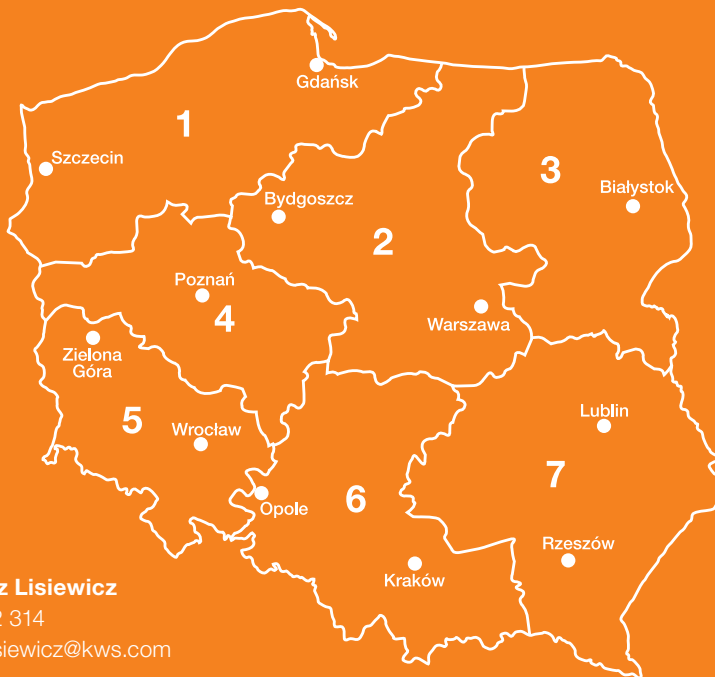 Gdańsk
1
Szczecin
3
Białystok
Bydgoszcz
2
Poznań
4
Warszawa
Zielona
Góra
5
Wrocław
Lublin
7
6
Opole
Rzeszów
Kraków
z Lisiewicz
2 314
siewicz@kws.com